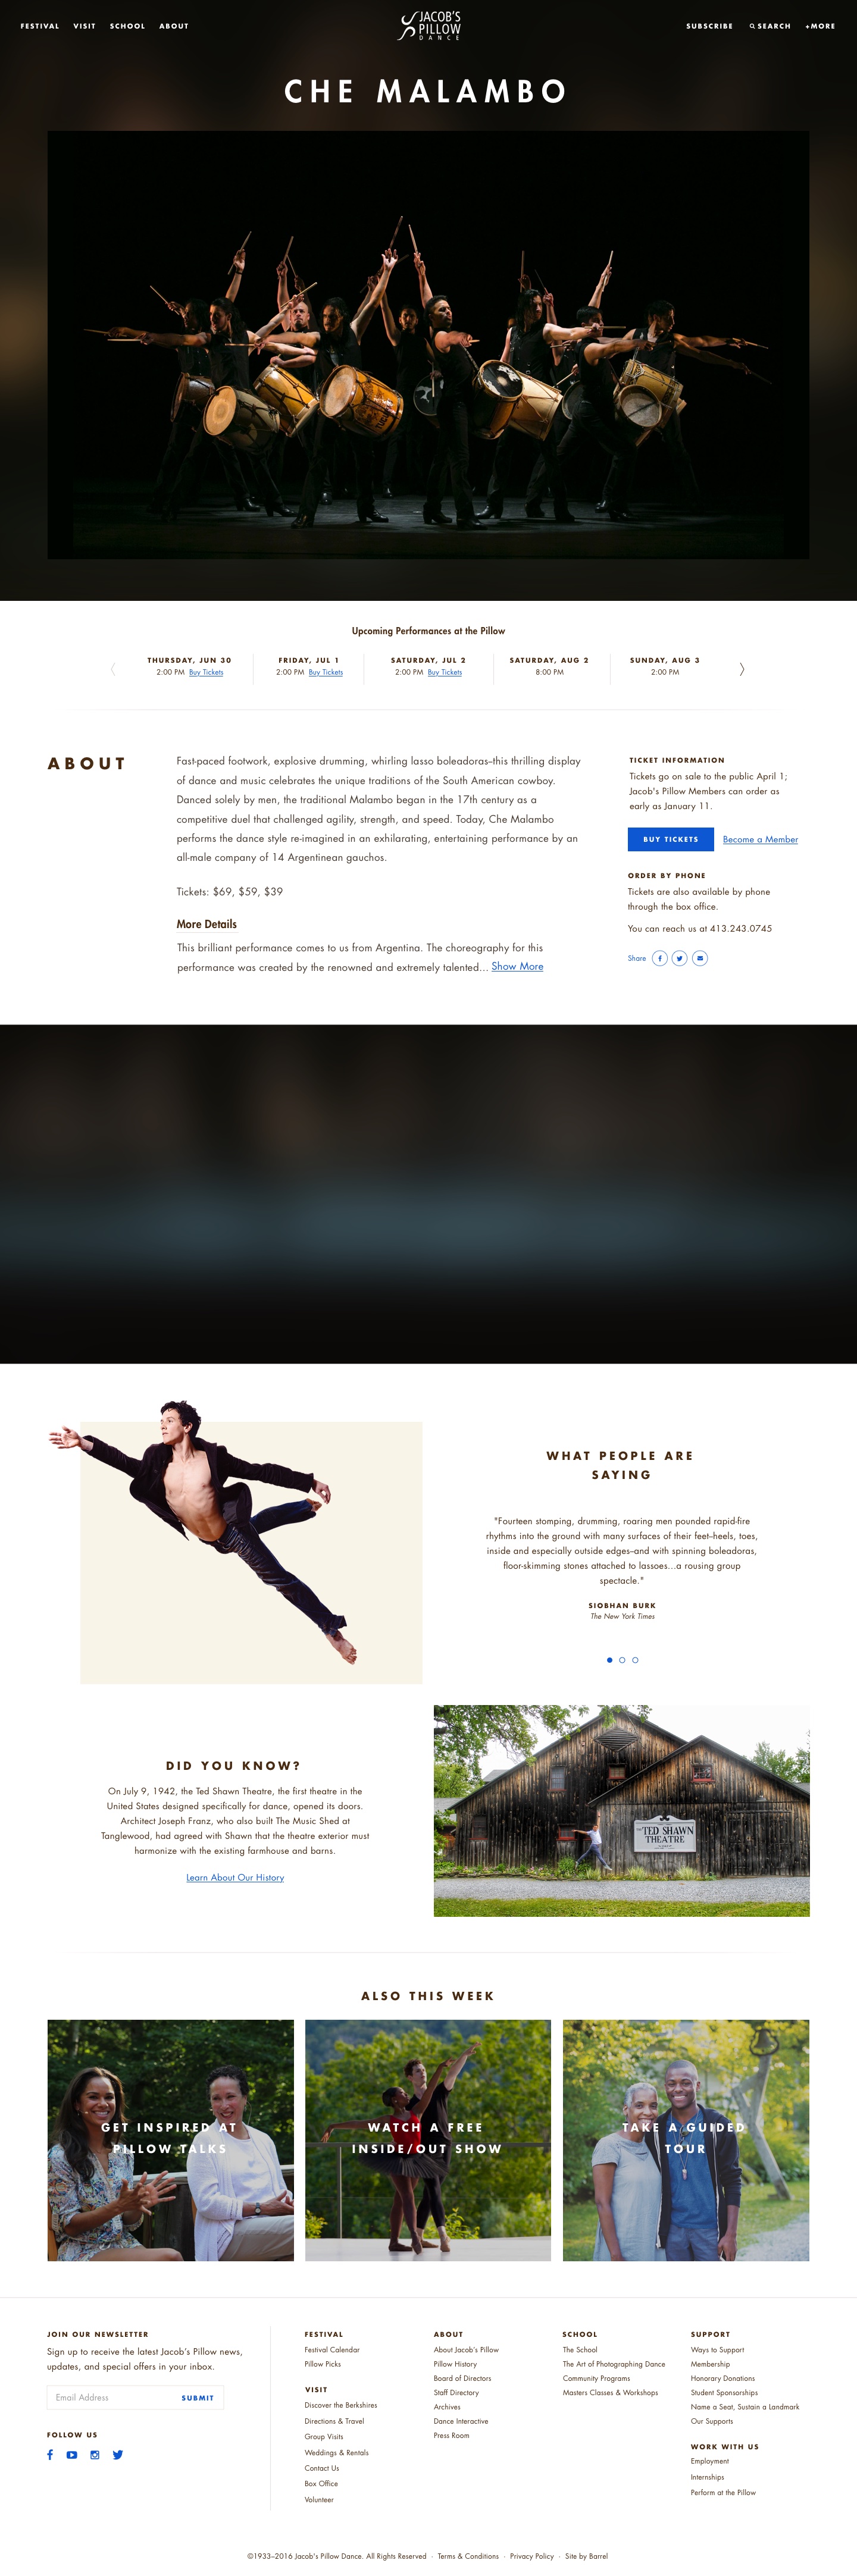 FESTIVAL VISIT SCHOOL ABOUT
JACOB'S
PILLOW
DANCE
SUBSCRIBE SEARCH +MORE
CHE MALAMBO
Upcoming Performances at the Pillow
THURSDAY, JUN 30
2:00 PM Buy Tickets
FRIDAY, JUL 1
2:00 PM Buy Tickets
SATURDAY, JUL 2
2:00 PM Buy Tickets
SATURDAY, AUG 2
8:00 PM
SUNDAY, AUG 3
2:00 PM
ABOUT
Fast-paced footwork, explosive drumming, whirling lasso boleadoras–this thrilling display
of dance and music celebrates the unique traditions of the South American cowboy.
Danced solely by men, the traditional Malambo began in the 17th century as a
competitive duel that challenged agility, strength, and speed. Today, Che Malambo
performs the dance style re-imagined in an exhilarating, entertaining performance by an
all-male company of 14 Argentinean gauchos.
Tickets: $69, $59, $39
More Details
This brilliant performance comes to us from Argentina. The choreography for this
performance was created by the renowned and extremely talented... Show More
TICKET INFORMATION
Tickets go on sale to the public April 1;
Jacob's Pillow Members can order as
early as January 11.
BUY TICKETS Become a Member
ORDER BY PHONE
Tickets are also available by phone
through the box office.
You can reach us at 413.243.0745
Share
WHAT PEOPLE ARE
SAYING
"Fourteen stomping, drumming, roaring men pounded rapid-fire
rhythms into the ground with many surfaces of their feet–heels, toes,
inside and especially outside edges–and with spinning boleadoras,
floor-skimming stones attached to lassoes...a rousing group
spectacle."
SIOBHAN BURK
The New York Times
DID YOU KNOW?
On July 9, 1942, the Ted Shawn Theatre, the first theatre in the
United States designed specifically for dance, opened its doors.
Architect Joseph Franz, who also built The Music Shed at
Tanglewood, had agreed with Shawn that the theatre exterior must
harmonize with the existing farmhouse and barns.
Learn About Our History
TED SHAWN
THEATRE
ALSO THIS WEEK
GET INSPIRED AT
PILLOW TALKS
WATCH A FREE
INSIDE/OUT SHOW
TAKE A GUIDED
TOUR
JOIN OUR NEWSLETTER
Sign up to receive the latest Jacob's Pillow news,
updates, and special offers in your inbox.
Email Address SUBMIT
FOLLOW US
FESTIVAL
Festival Calendar
Pillow Picks
VISIT
Discover the Berkshires
Directions & Travel
Group Visits
Weddings & Rentals
Contact Us
Box Office
Volunteer
ABOUT
About Jacob's Pillow
Pillow History
Board of Directors
Staff Directory
Archives
Dance Interactive
Press Room
SCHOOL
The School
The Art of Photographing Dance
Community Programs
Masters Classes & Workshops
SUPPORT
Ways to Support
Membership
Honorary Donations
Student Sponsorships
Name a Seat, Sustain a Landmark
Our Supports
WORK WITH US
Employment
Internships
Perform at the Pillow
©1933–2016 Jacob's Pillow Dance. All Rights Reserved · Terms & Conditions · Privacy Policy · Site by Barrel